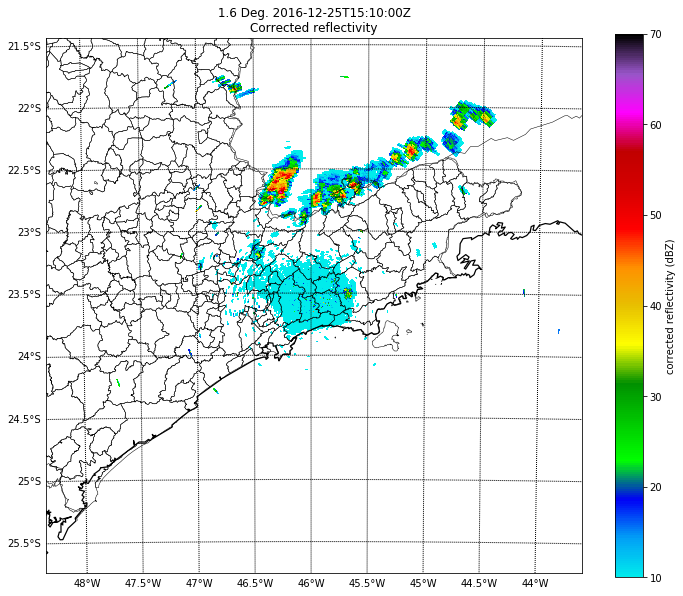 1.6 Deg. 2016-12-25T15:10:00Z
Corrected reflectivity
21.5°S
22°S
22.5°S
23°S
23.5°S
24°S
24.5°S
25°S
25.5°S
48°W 47.5°W 47°W 46.5°W 46°W 45.5°W 45°W 44.5°W 44°W
70
60
50
40
30
20
10
corrected reflectivity (dBZ)